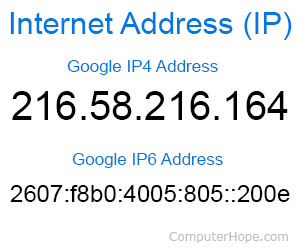 Internet Address (IP)
Google IP4 Address
216.58.216.164
Google IP6 Address
2607:f8b0:4005:805::200e
ComputerHope.com